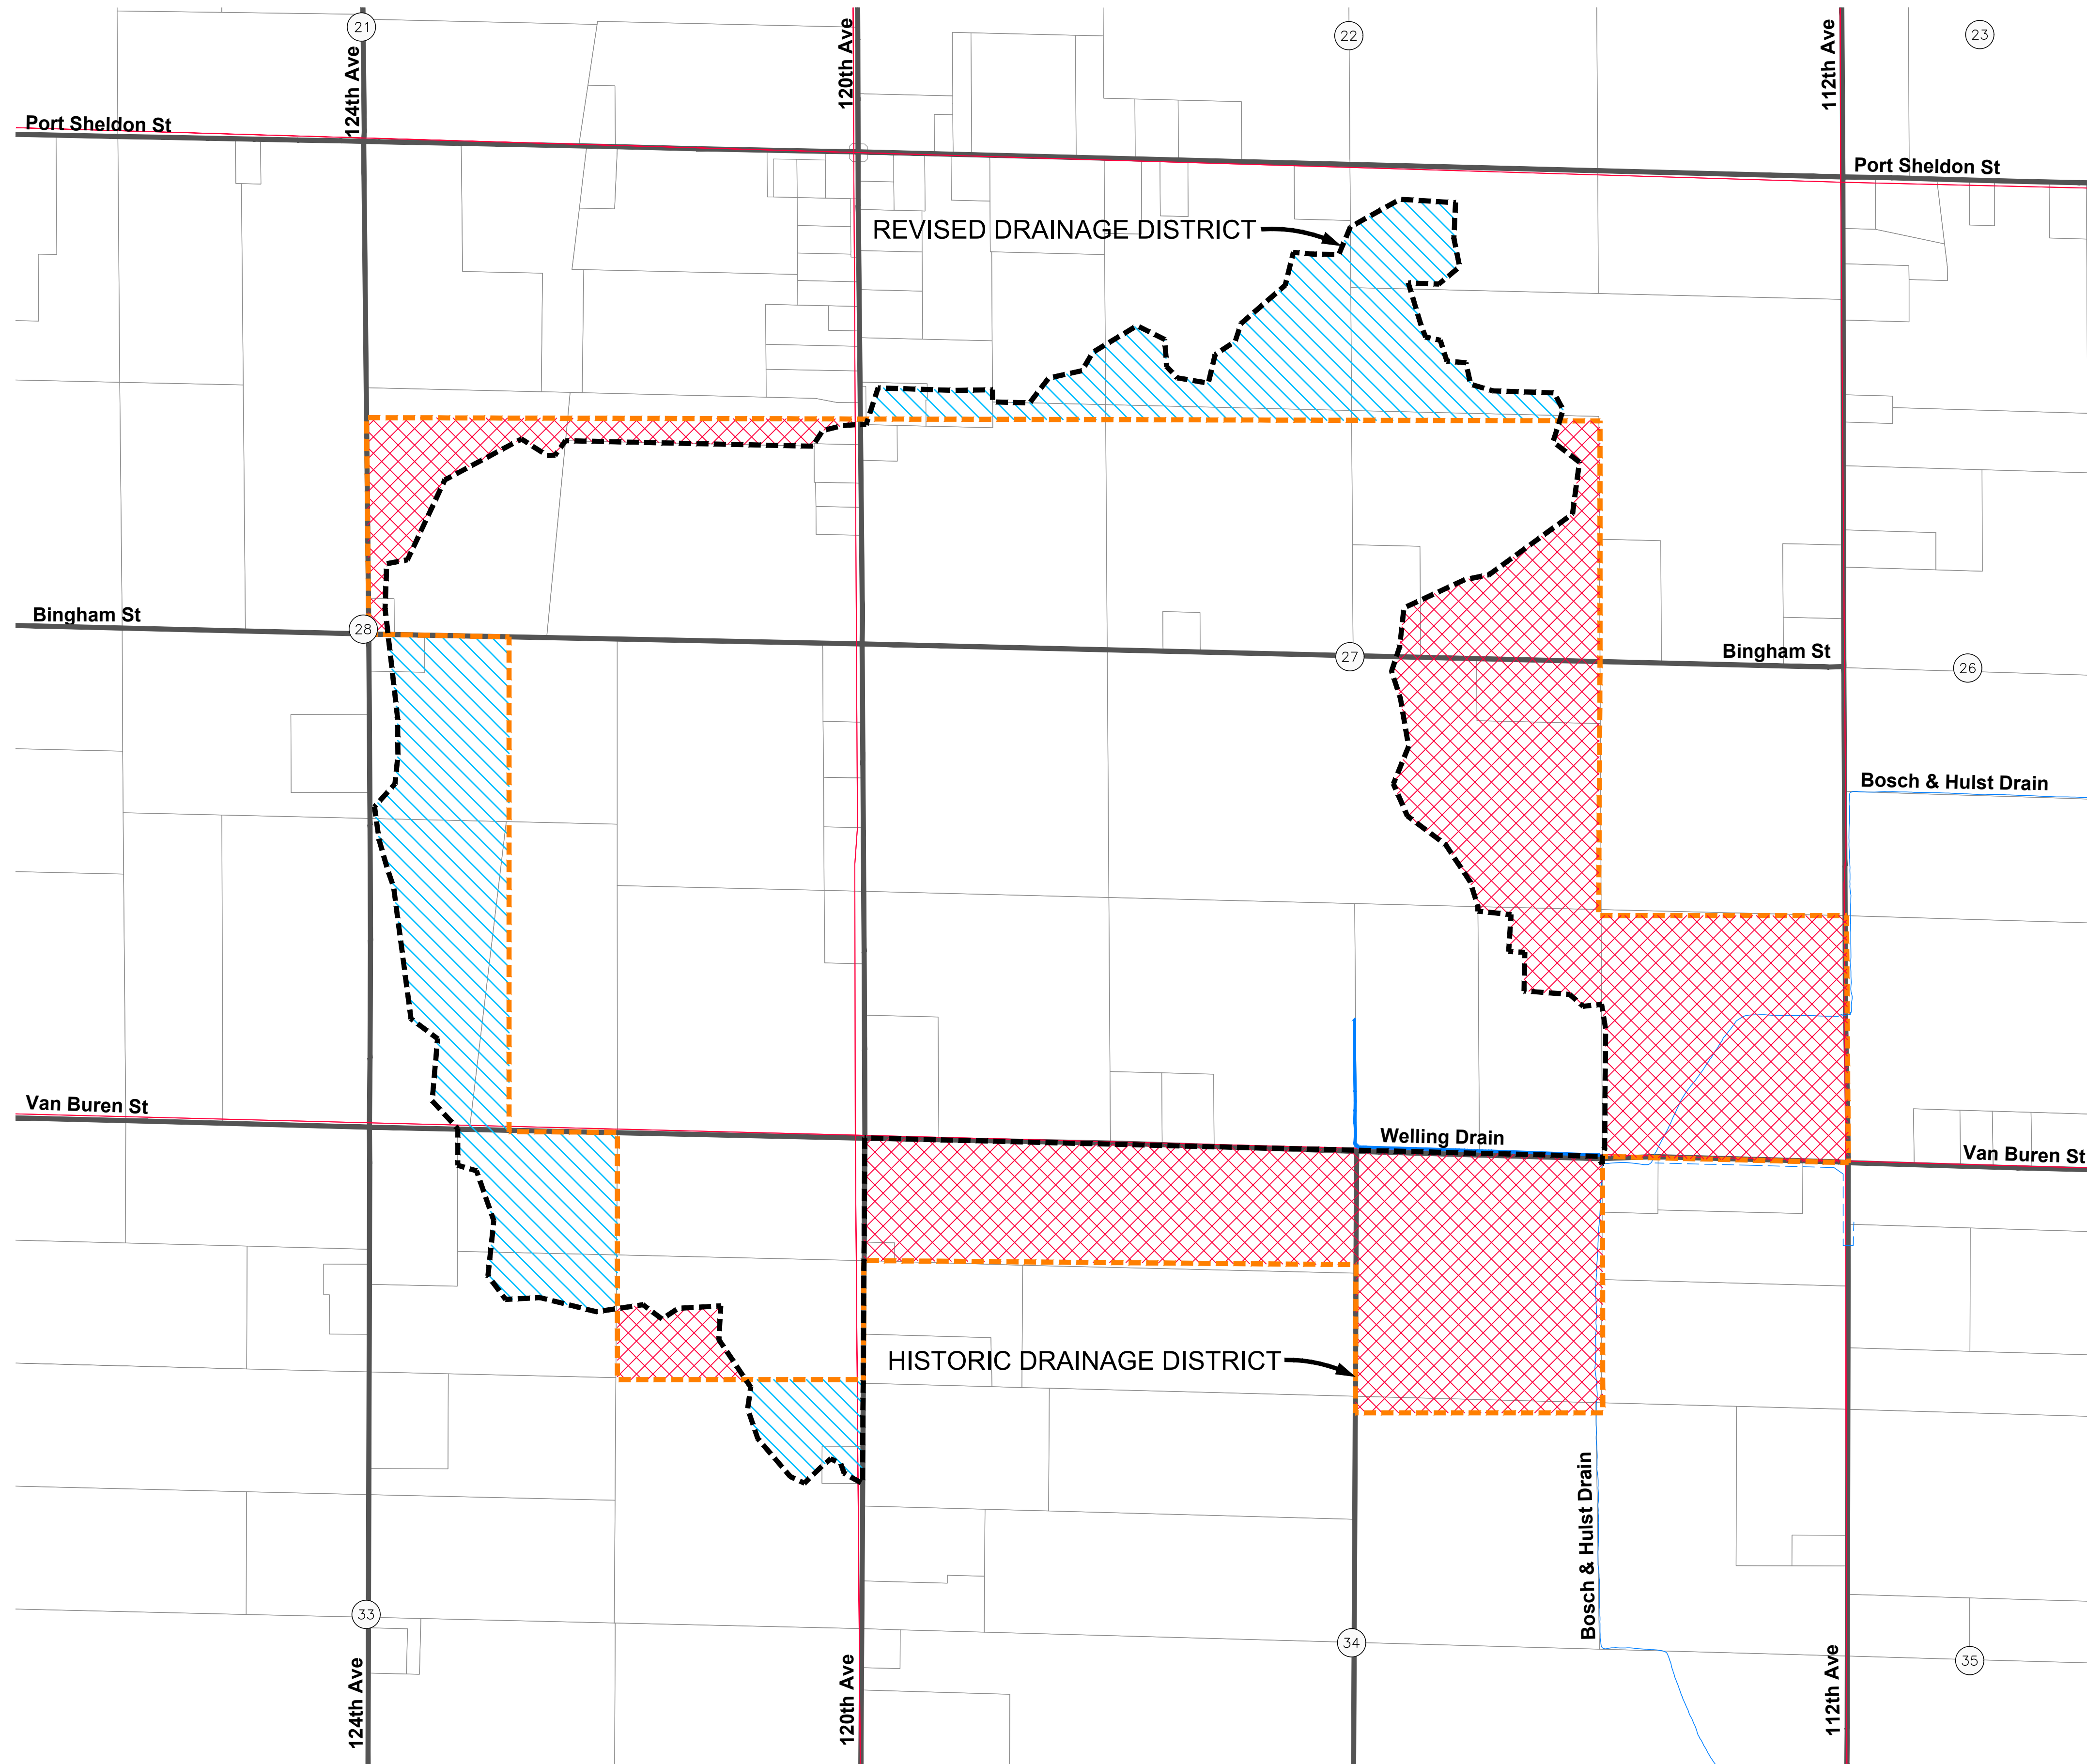 21
22
23
124th Ave
120th Ave
112th Ave
Port Sheldon St
Port Sheldon St
REVISED DRAINAGE DISTRICT
Bingham St
28
27
Bingham St
26
Bosch & Hulst Drain
Van Buren St
Welling Drain
Van Buren St
HISTORIC DRAINAGE DISTRICT
Bosch & Hulst Drain
33
34
35
124th Ave
120th Ave
112th Ave